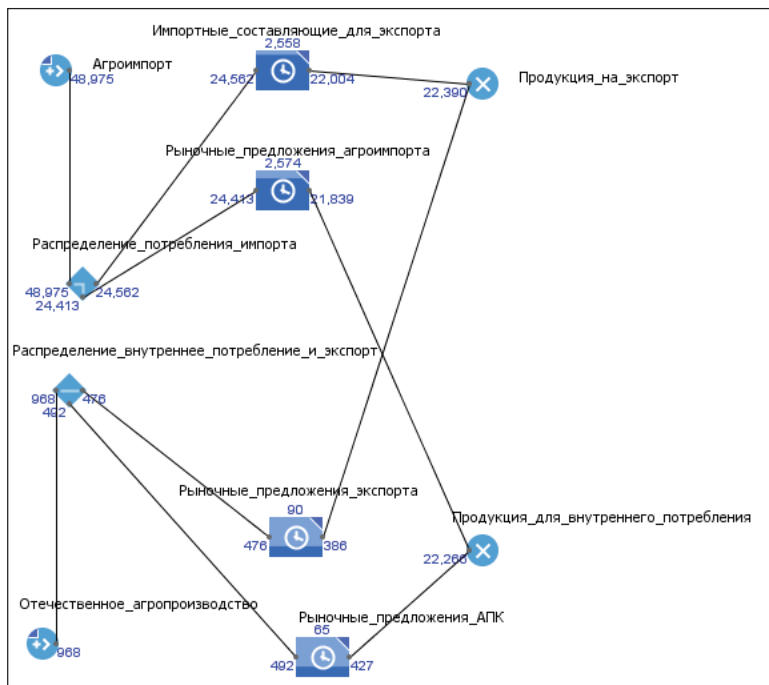 Импортные_составляющие_для_экспорта
2,558
Агроимпорт
48,975
24,562
22,004
Продукция_на_экспорт
22,390
Рыночные_предложения_агроимпорта
2,574
24,413
21,839
Распределение_потребления_импорта
48,975
24,562
24,413
Распределение_внутреннее_потребление_и_экспорт
968
476
492
Рыночные_предложения_экспорта
90
476
386
Продукция_для_внутреннего_потребления
22,266
Отечественное_агропроизводство
968
Рыночные_предложения_АПК
65
492
427